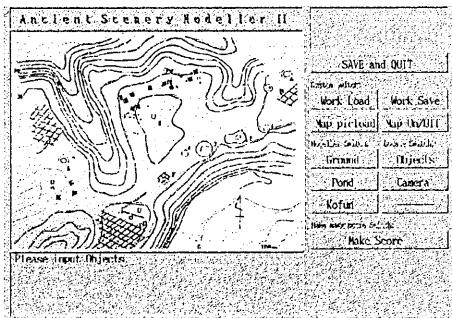 Ancient Scenery Modeller II
SAVE and QUIT
Work Load
Work Save
Map pirload
Map On/Off
Ground
Objects
Pond
Camera
Kofun
Make Score
Please input Objects